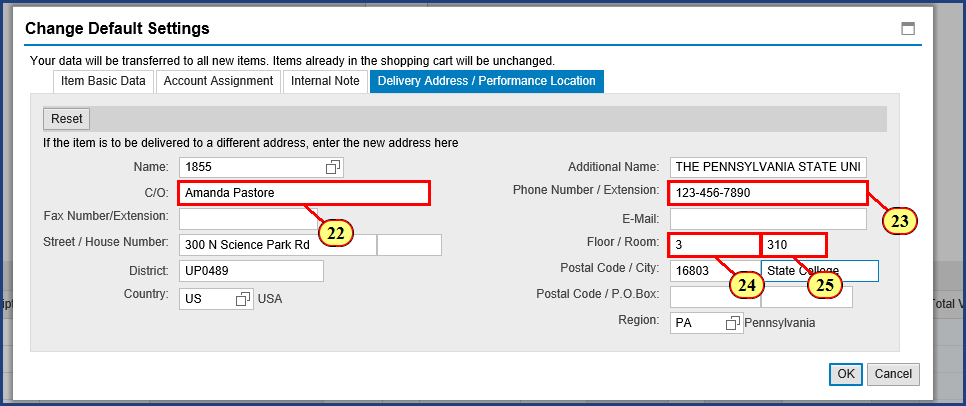 Change Default Settings
Your data will be transferred to all new items. Items already in the shopping cart will be unchanged.
Item Basic Data Account Assignment Internal Note Delivery Address / Performance Location
Reset
If the item is to be delivered to a different address, enter the new address here
Name: 1855 Additional Name: THE PENNSYLVANIA STATE UNI
C/O: Amanda Pastore Phone Number / Extension: 123-456-7890
Fax Number/Extension: 22 E-Mail: 23
Street / House Number: 300 N Science Park Rd Floor / Room: 3 310
District: UP0489 Postal Code / City: 16803 State College
24 25
Country: US USA Postal Code / P.O.Box:
Region: PA Pennsylvania
OK Cancel